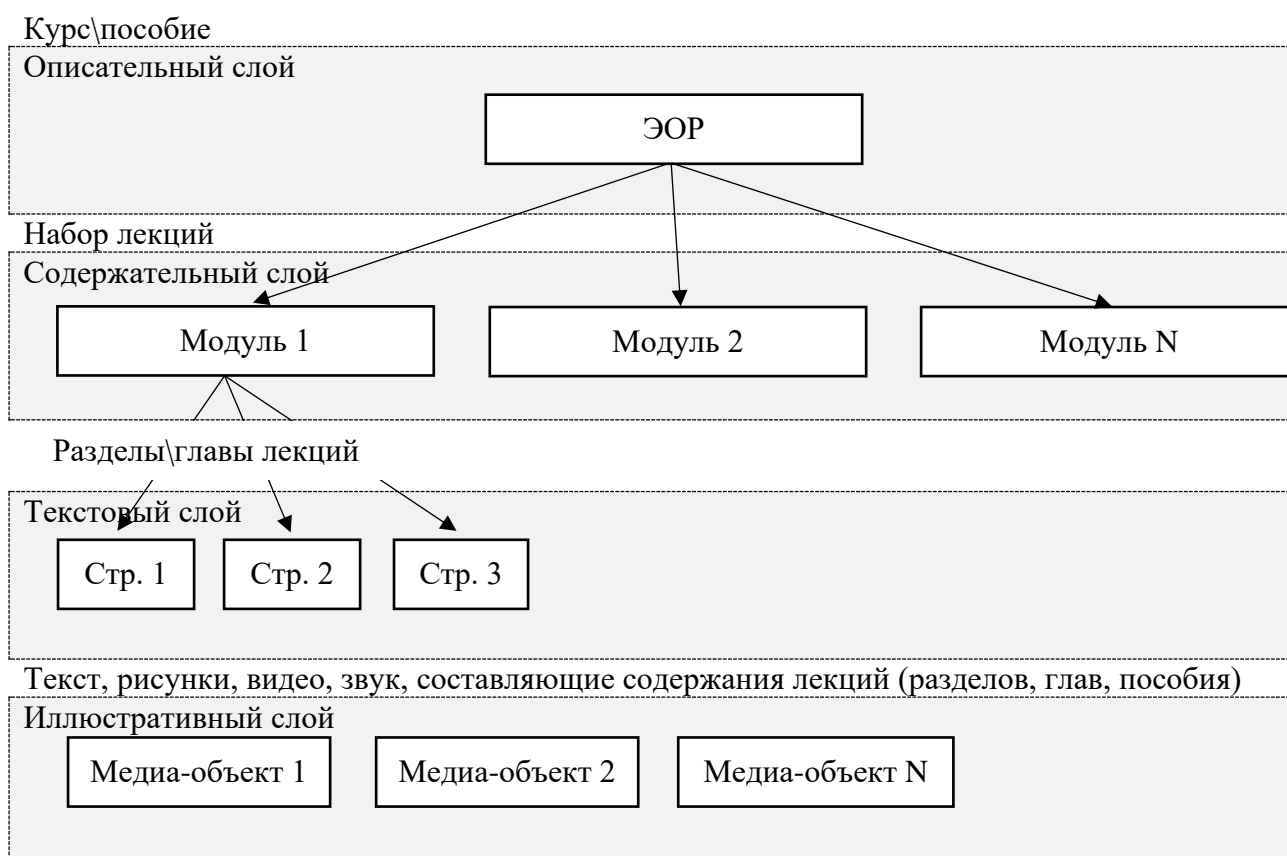 Курс\пособие
Описательный слой
ЭОР
Набор лекций
Содержательный слой
Модуль 1
Модуль 2
Модуль N
Разделы\главы лекций
Текстовый слой
Стр. 1
Стр. 2
Стр. 3
Текст, рисунки, видео, звук, составляющие содержания лекций (разделов, глав, пособия)
Иллюстративный слой
Медиа-объект 1
Медиа-объект 2
Медиа-объект N